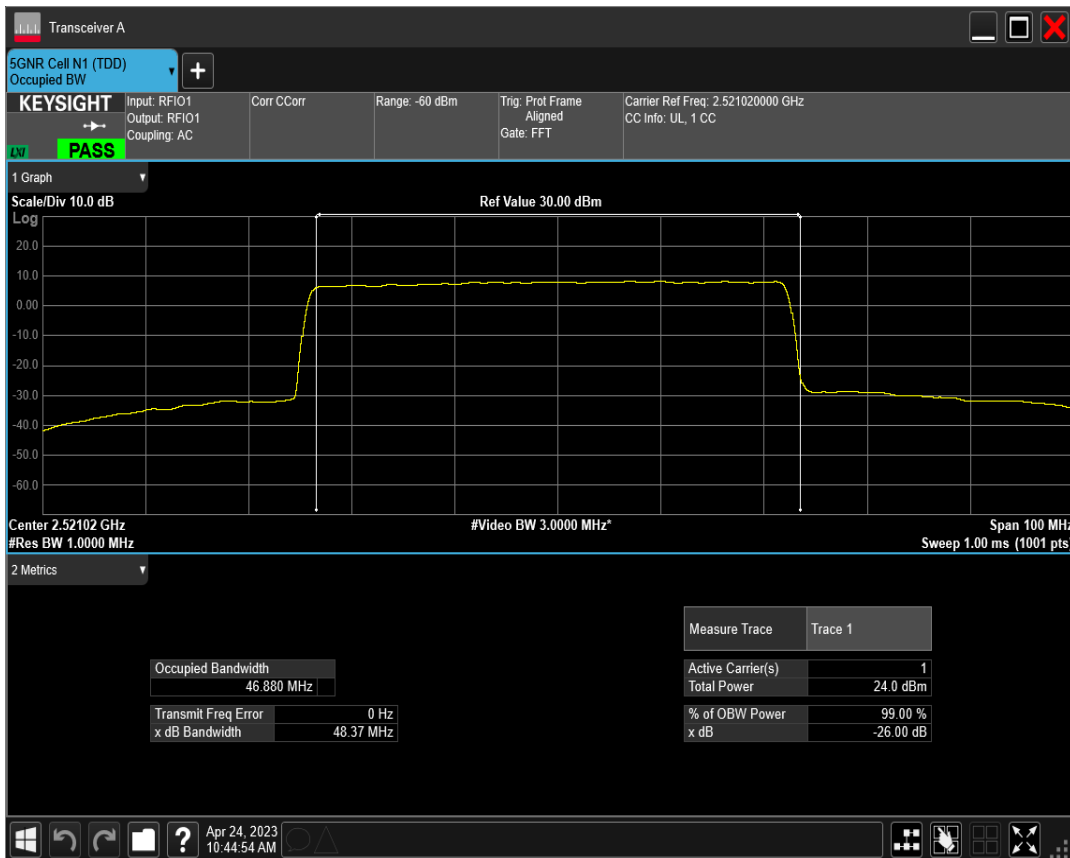 Transceiver A
5GNR Cell N1 (TDD)
Occupied BW
+
KEYSIGHT
LXI
PASS
Input: RFIO1
Output: RFIO1
Coupling: AC
Corr CCorr
Range: -60 dBm
Trig: Prot Frame
Aligned
Gate: FFT
Carrier Ref Freq: 2.521020000 GHz
CC Info: UL, 1 CC
1 Graph
Scale/Div 10.0 dB
Ref Value 30.00 dBm
Log
20.0
10.0
0.00
-10.0
-20.0
-30.0
-40.0
-50.0
-60.0
Center 2.52102 GHz
#Video BW 3.0000 MHz*
Span 100 MHz
#Res BW 1.0000 MHz
Sweep 1.00 ms (1001 pts)
2 Metrics
Measure Trace Trace 1
Occupied Bandwidth
46.880 MHz
Active Carrier(s) 1
Total Power 24.0 dBm
Transmit Freq Error 0 Hz
x dB Bandwidth 48.37 MHz
% of OBW Power 99.00 %
x dB -26.00 dB
?
Apr 24, 2023
10:44:54 AM